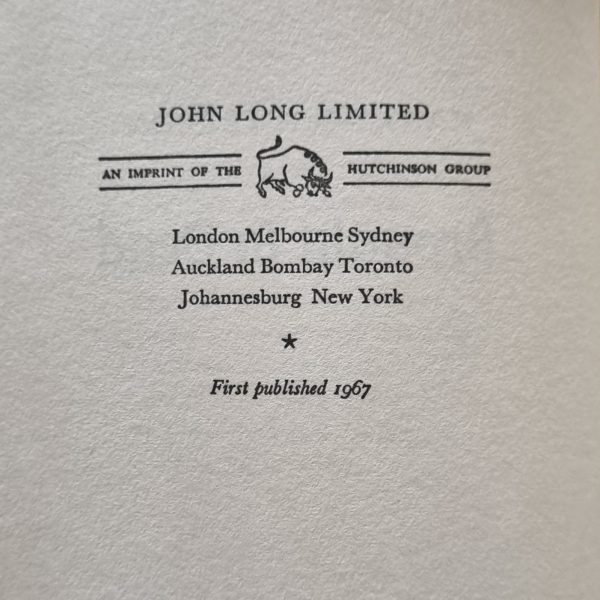 JOHN LONG LIMITED
AN IMPRINT OF THE HUTCHINSON GROUP
London Melbourne Sydney
Auckland Bombay Toronto
Johannesburg New York
★
First published 1967